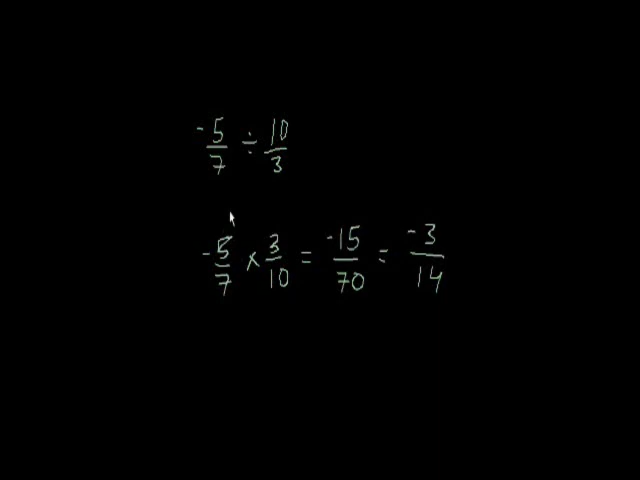 -5/7 ÷ 10/3
-5/7 × 3/10 = -15/70 = -3/14